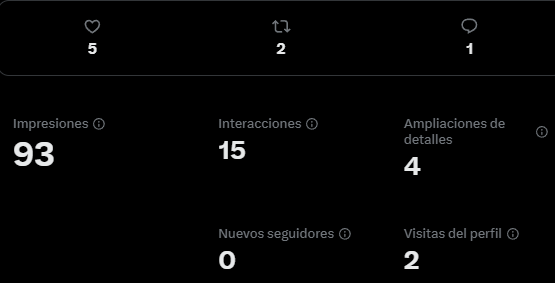 5 2 1
Impresiones
93
Interacciones
15
Ampliaciones de
detalles
4
Nuevos seguidores
0
Visitas del perfil
2